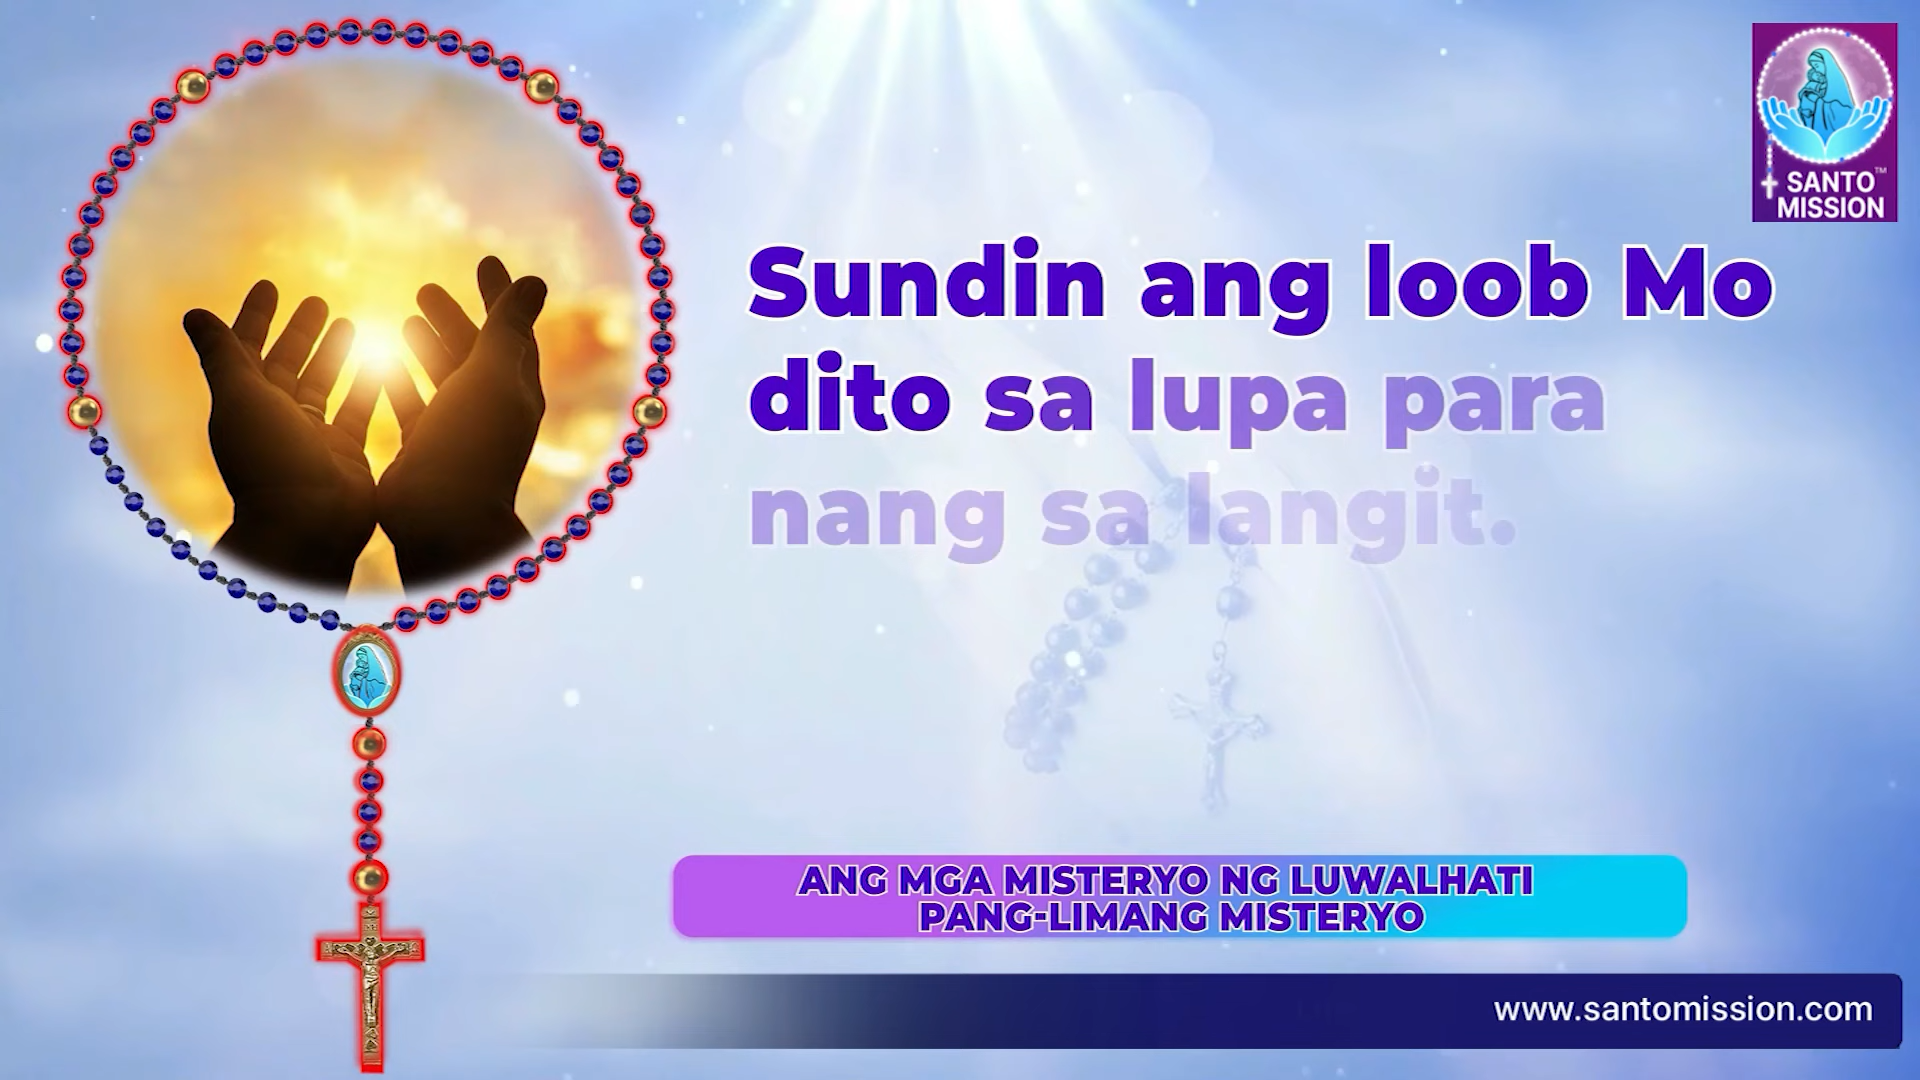 SANTO™
MISSION
Sundin ang loob Mo
dito sa lupa para
nang sa langit.
ANG MGA MISTERYO NG LUWALHATI
PANG-LIMANG MISTERYO
www.santomission.com